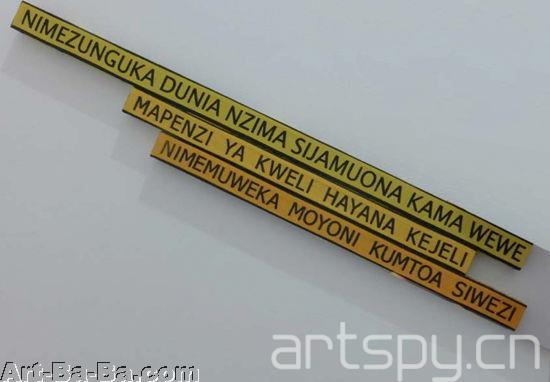 NIMEZUNGUKA DUNIA NZIMA SIJAMUONA KAMA WEWE
MAPENZI YA KWELI HAYANA KEJELI
NIMEMUWEKA MOYONI KUMTOA SIWEZI
artspy.cn
Art-Ba-Ba.com